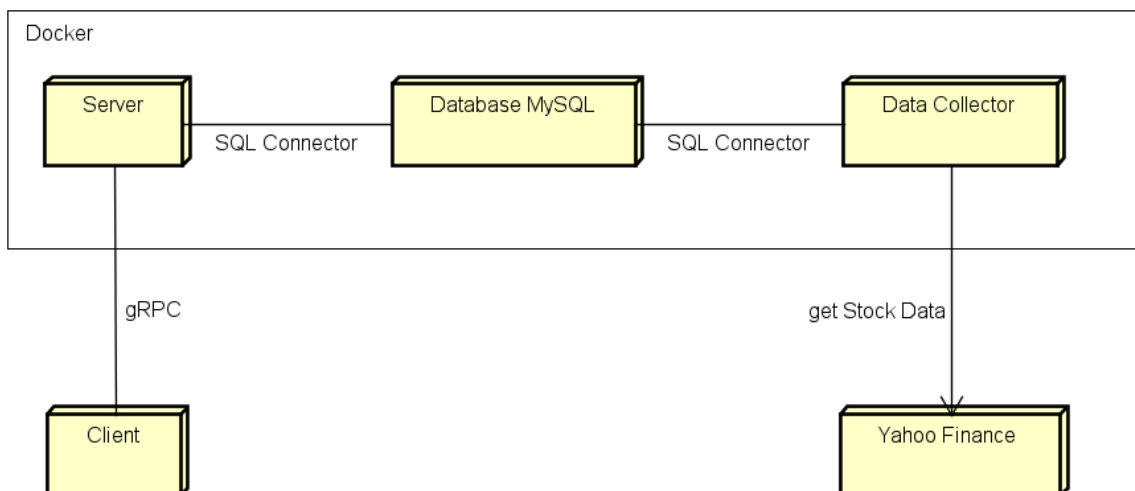 Docker
Server
Database MySQL
Data Collector
SQL Connector
SQL Connector
gRPC
get Stock Data
Client
Yahoo Finance